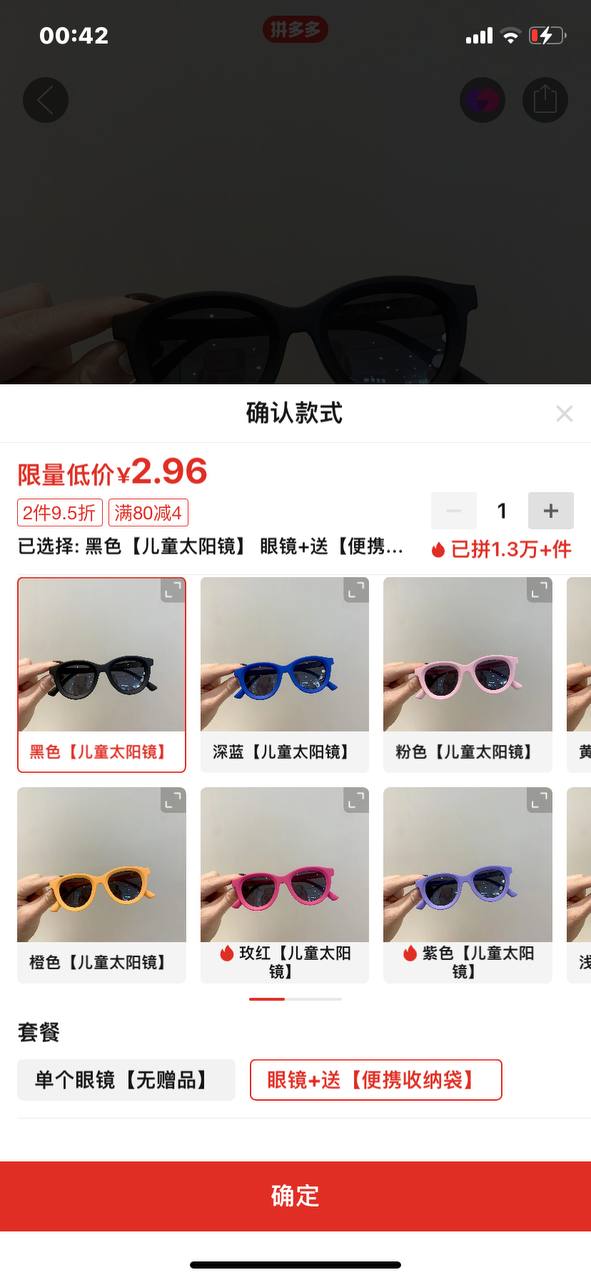 00:42
拼多多
确认款式
限量低价¥2.96
2件9.5折 满80减4
1
已选择: 黑色【儿童太阳镜】 眼镜+送【便携...
已拼1.3万+件
黑色【儿童太阳镜】
深蓝【儿童太阳镜】
粉色【儿童太阳镜】
黄
橙色【儿童太阳镜】
玫红【儿童太阳
镜】
紫色【儿童太阳
镜】
浅
套餐
单个眼镜【无赠品】
眼镜+送【便携收纳袋】
确定